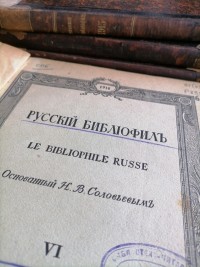 1916
РУССКІЙ БИБЛІОФИЛЪ
LE BIBLIOPHILE RUSSE
Основанный Н. В. Соловьевымъ
VI